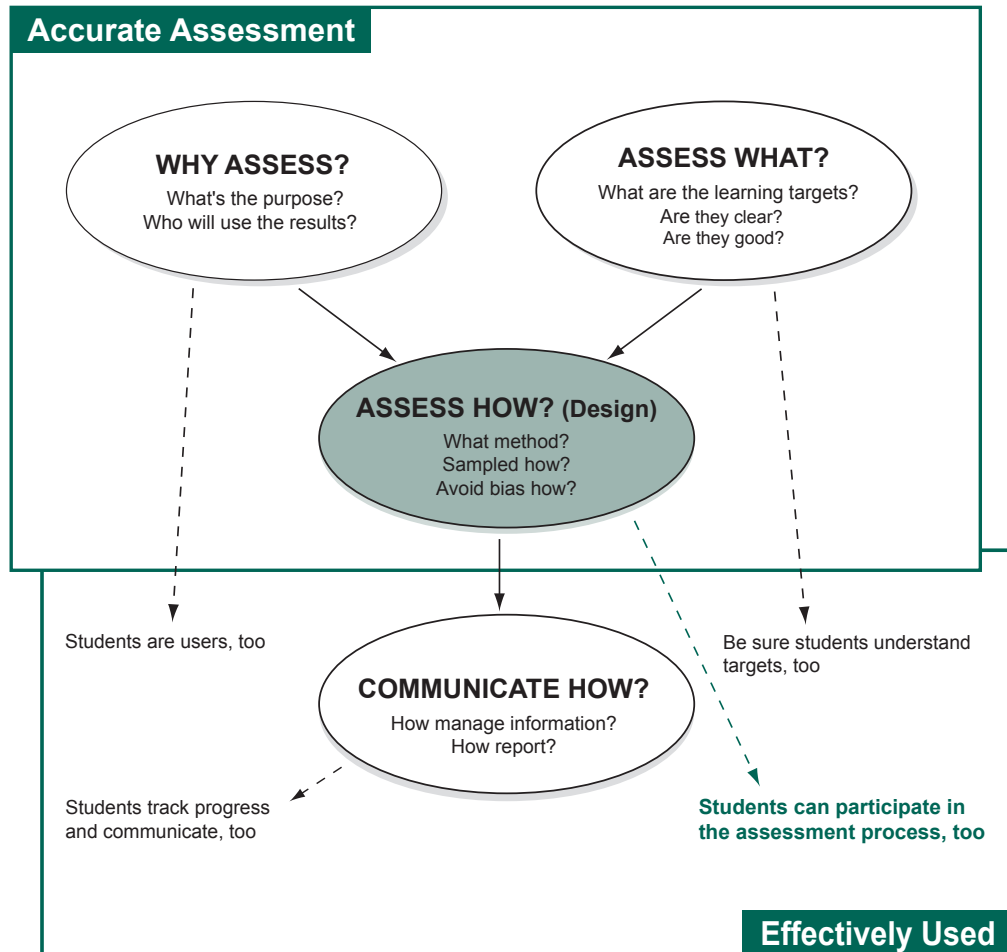 Accurate Assessment
WHY ASSESS?
What's the purpose?
Who will use the results?
ASSESS WHAT?
What are the learning targets?
Are they clear?
Are they good?
ASSESS HOW? (Design)
What method?
Sampled how?
Avoid bias how?
Students are users, too
Be sure students understand
targets, too
COMMUNICATE HOW?
How manage information?
How report?
Students track progress
and communicate, too
Students can participate in
the assessment process, too
Effectively Used